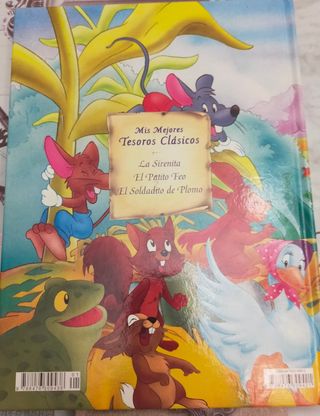 Mis Mejores
Tesoros Clásicos
La Sirenita
El Patito Feo
El Soldadito de Plomo